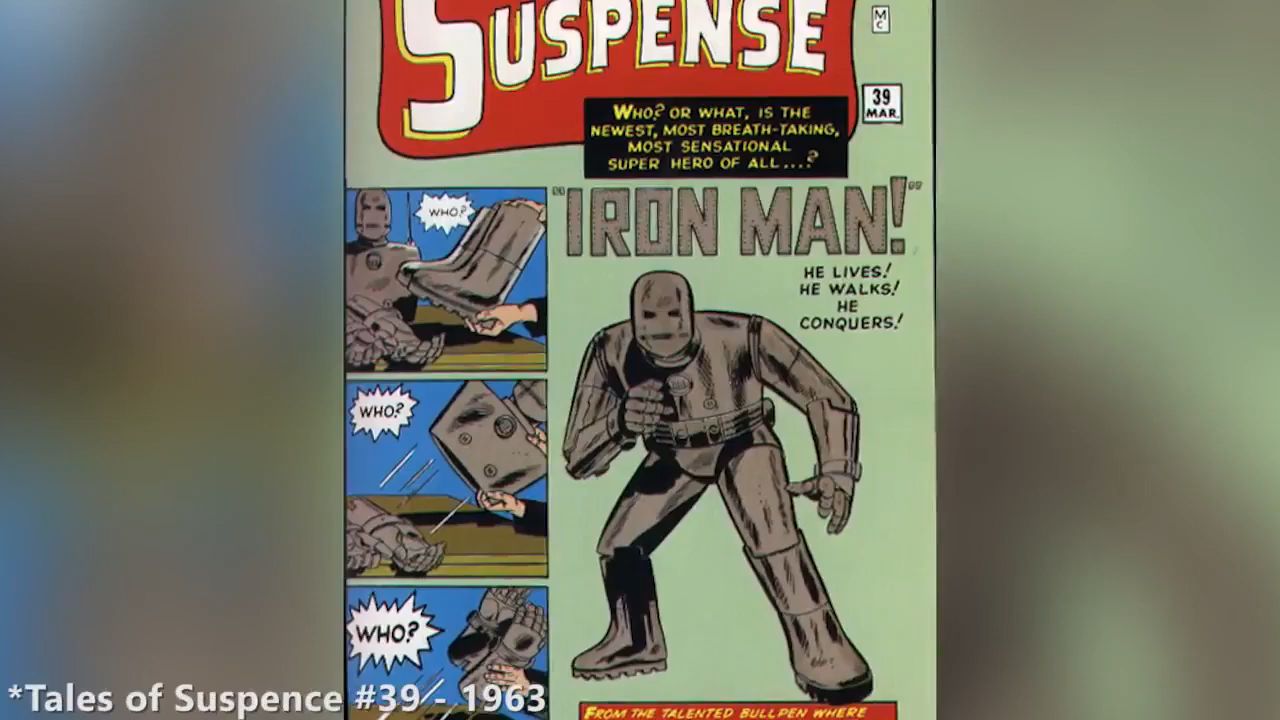 SUSPENSE
M
C
39
MAR.
WHO? OR WHAT, IS THE
NEWEST, MOST BREATH-TAKING,
MOST SENSATIONAL
SUPER HERO OF ALL....?
"IRON MAN!"
HE LIVES!
HE WALKS!
HE
CONQUERS!
WHO?
WHO?
WHO?
FROM THE TALENTED BULLPEN WHERE
*Tales of Suspence #39 - 1963